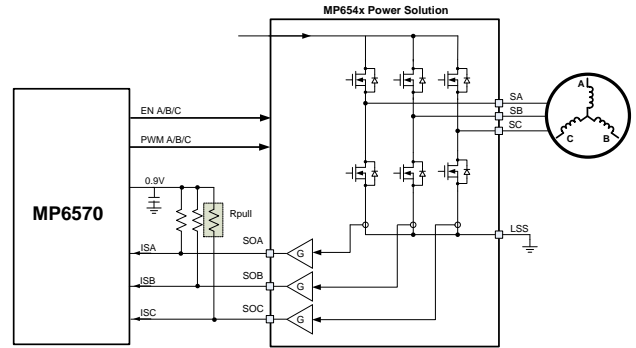 MP654x Power Solution
EN A/B/C
PWM A/B/C
0.9V
MP6570
Rpull
ISA
SOA
G
ISB
SOB
G
ISC
SOC
G
SA
SB
SC
A
C
B
LSS